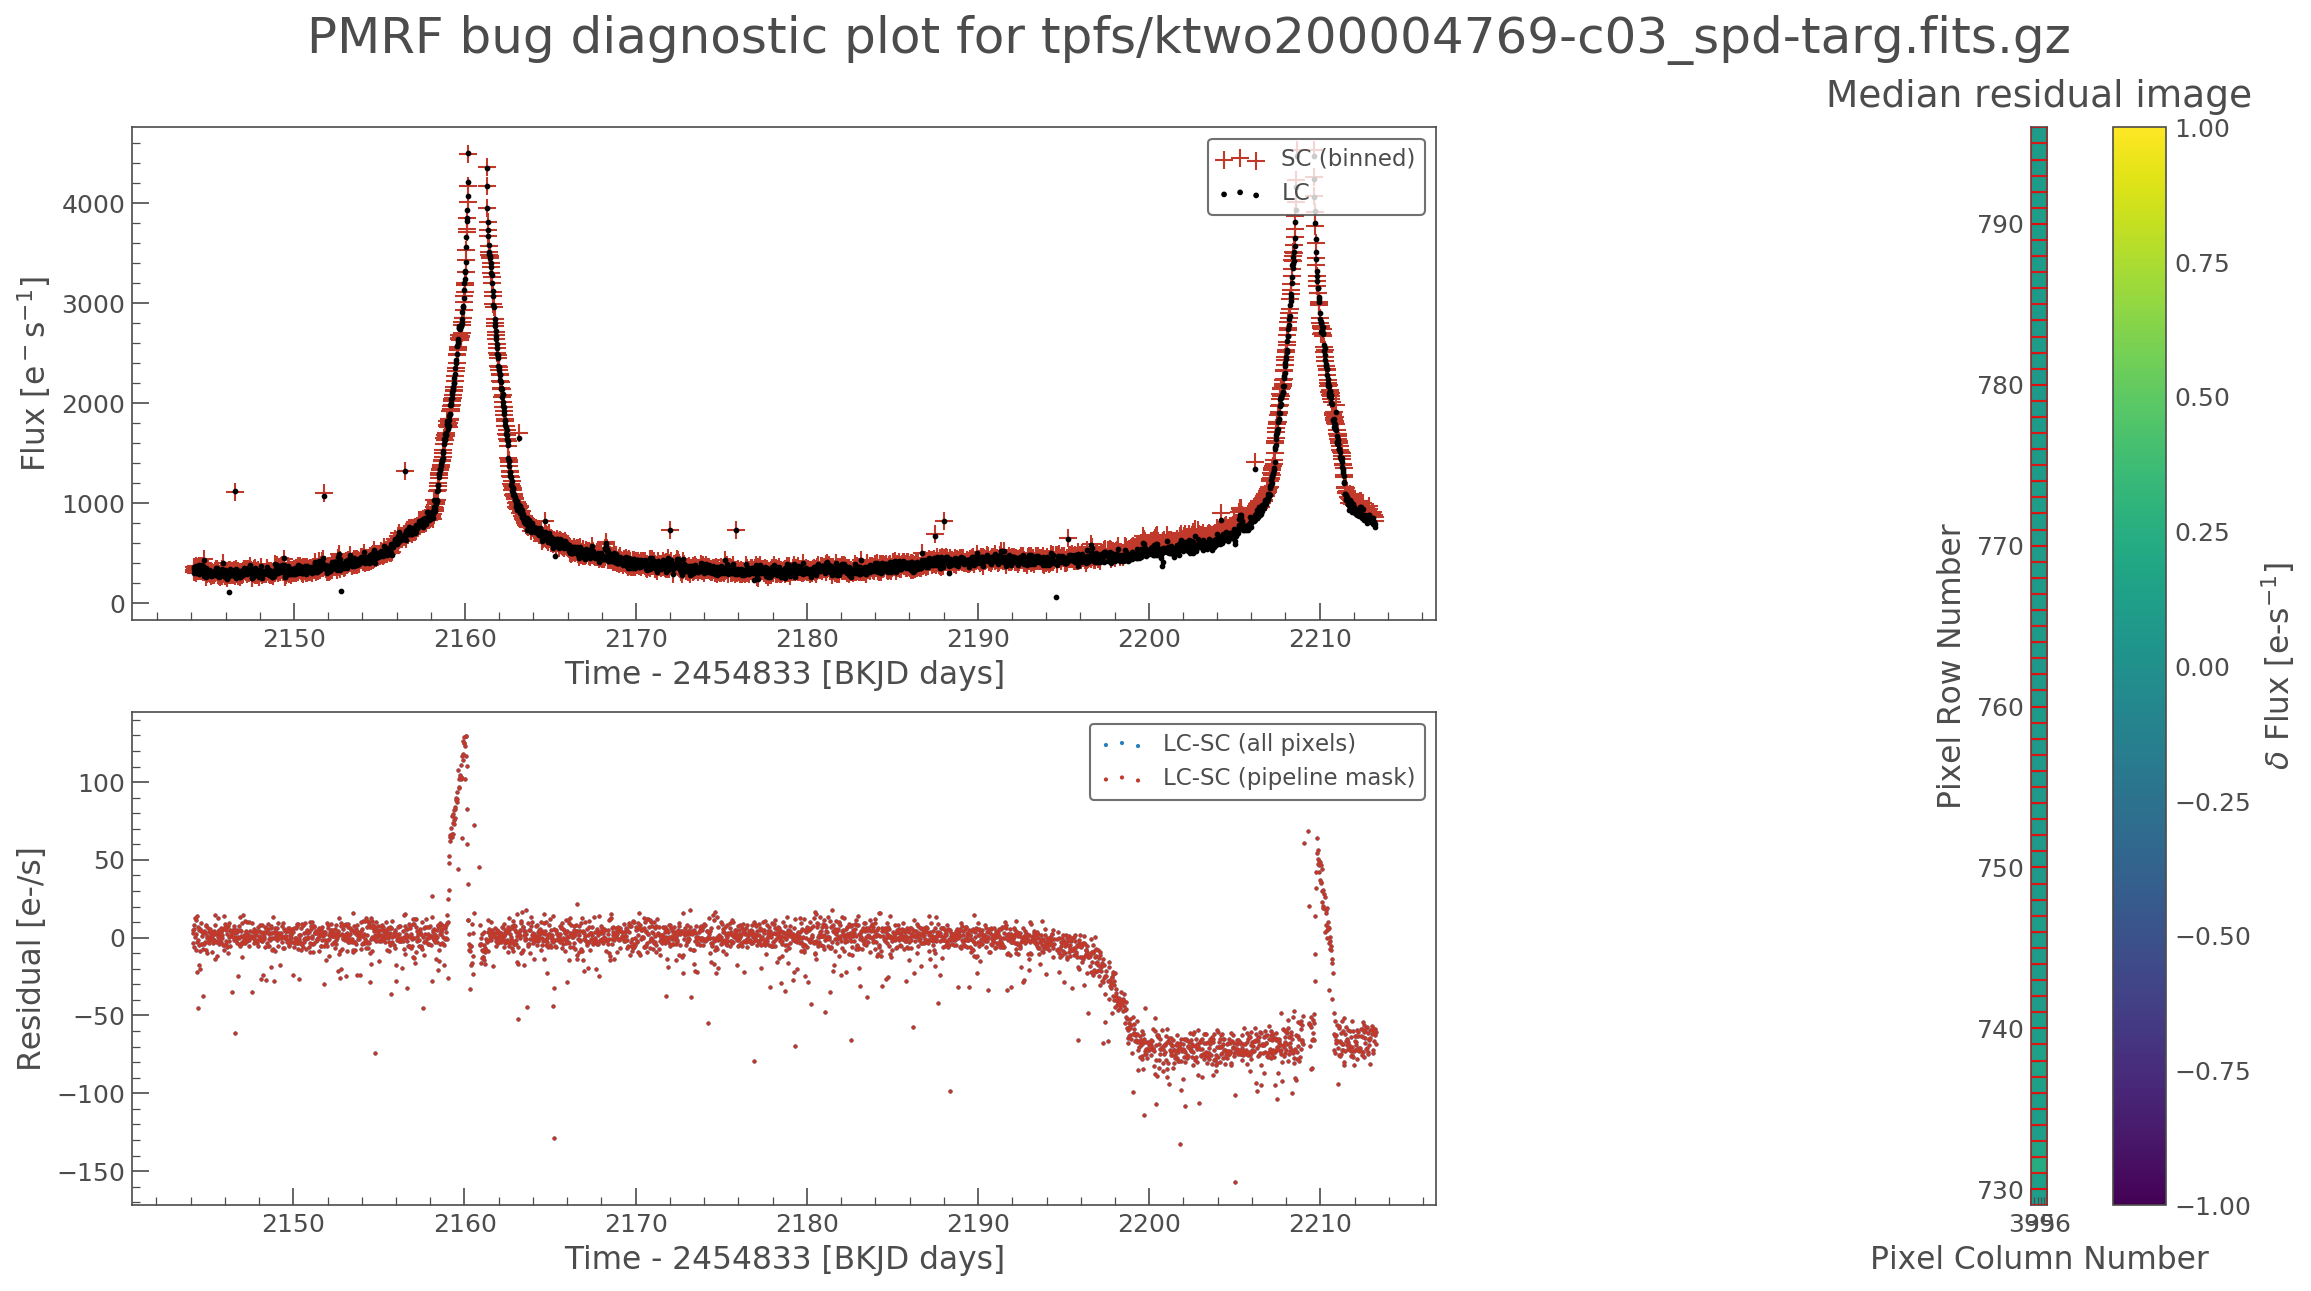 PMRF bug diagnostic plot for tpfs/ktwo200004769-c03_spd-targ.fits.gz
Median residual image
SC (binned)
LC
Flux [e⁻ s⁻¹]
4000
3000
2000
1000
0
2150 2160 2170 2180 2190 2200 2210
Time - 2454833 [BKJD days]
LC-SC (all pixels)
LC-SC (pipeline mask)
Residual [e-/s]
100
50
0
−50
−100
−150
2150 2160 2170 2180 2190 2200 2210
Time - 2454833 [BKJD days]
Pixel Row Number
790
780
770
760
750
740
730
Pixel Column Number
1.00
0.75
0.50
0.25
0.00
−0.25
−0.50
−0.75
−1.00
δ Flux [e-s⁻¹]